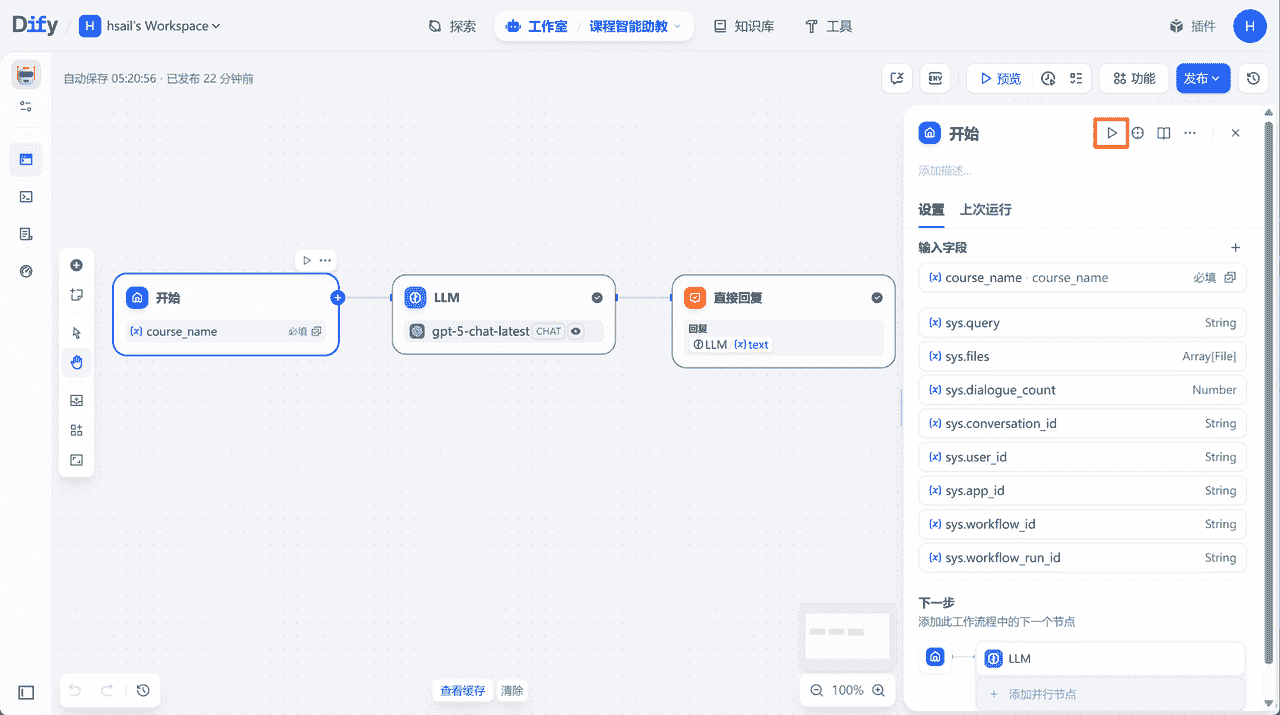 Dify / H hsail's Workspace
探索
工作室 / 课程智能助教
知识库
工具
插件
H
自动保存 05:20:56 · 已发布 22 分钟前
ENV
预览
功能
发布
开始
添加描述...
设置 上次运行
输入字段
{x} course_name · course_name 必填
{x} sys.query String
{x} sys.files Array[File]
{x} sys.dialogue_count Number
{x} sys.conversation_id String
{x} sys.user_id String
{x} sys.app_id String
{x} sys.workflow_id String
{x} sys.workflow_run_id String
下一步
添加此工作流程中的下一个节点
LLM
+ 添加并行节点
开始
{x} course_name 必填
LLM
gpt-5-chat-latest CHAT
直接回复
回复
LLM / {x} text
查看缓存 清除
100%